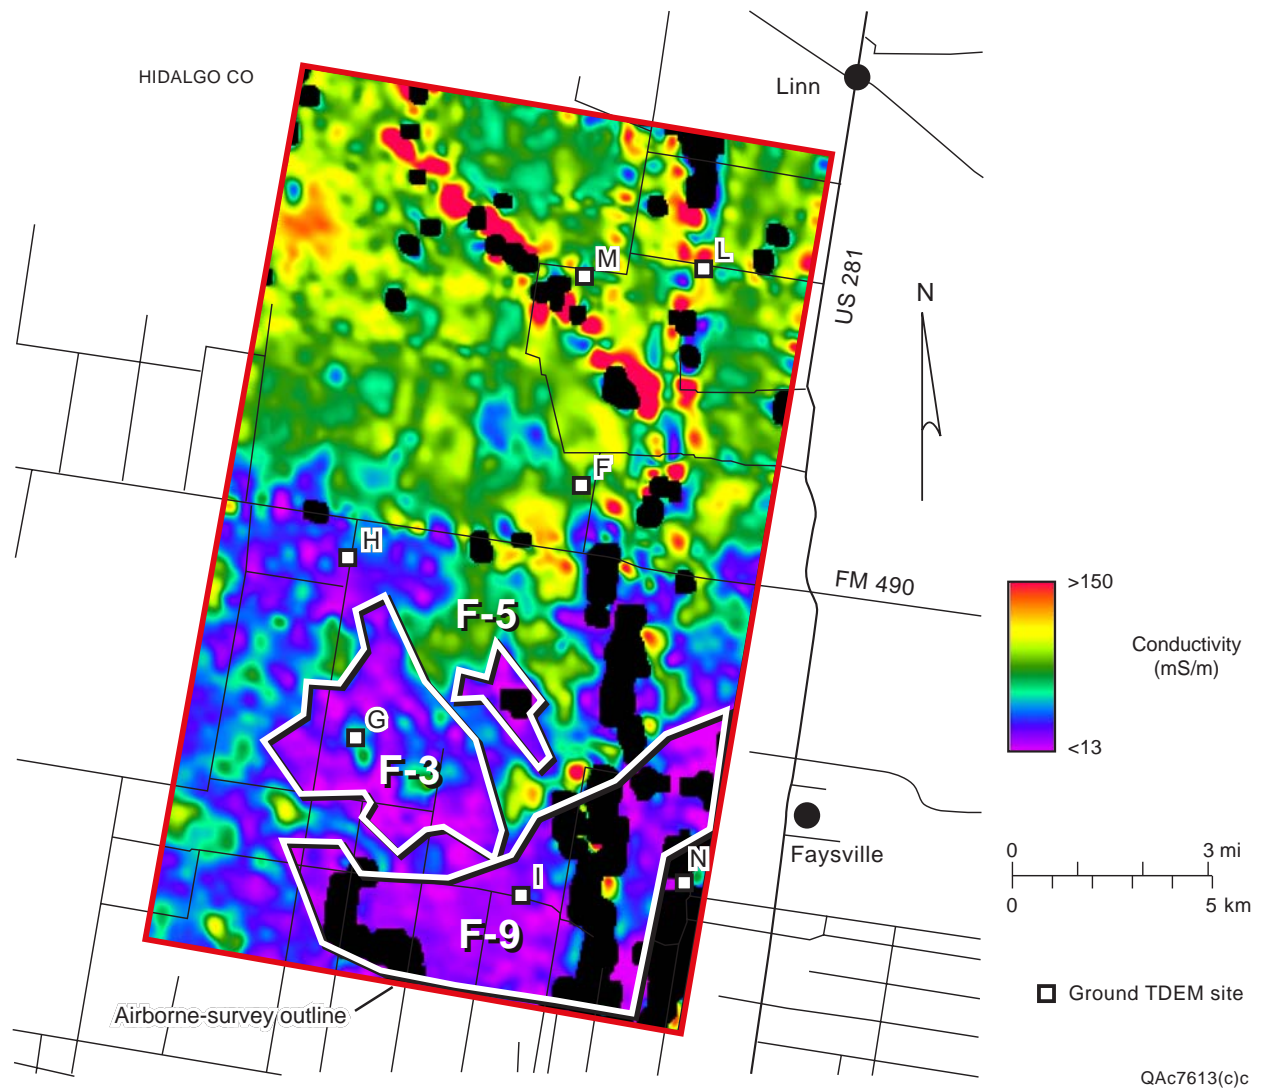 HIDALGO CO
Linn
M
L
US 281
N
F
H
FM 490
F-5
>150
Conductivity
(mS/m)
<13
G
F-3
Faysville
N
I
F-9
0 3 mi
0 5 km
Ground TDEM site
Airborne-survey outline
QAc7613(c)c